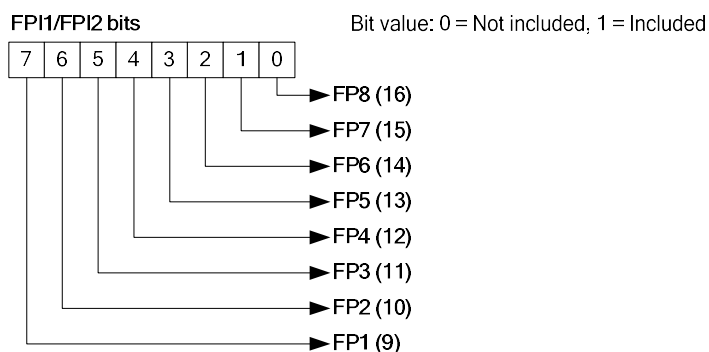 FPI1/FPI2 bits
Bit value: 0 = Not included, 1 = Included
7 6 5 4 3 2 1 0
FP8 (16)
FP7 (15)
FP6 (14)
FP5 (13)
FP4 (12)
FP3 (11)
FP2 (10)
FP1 (9)